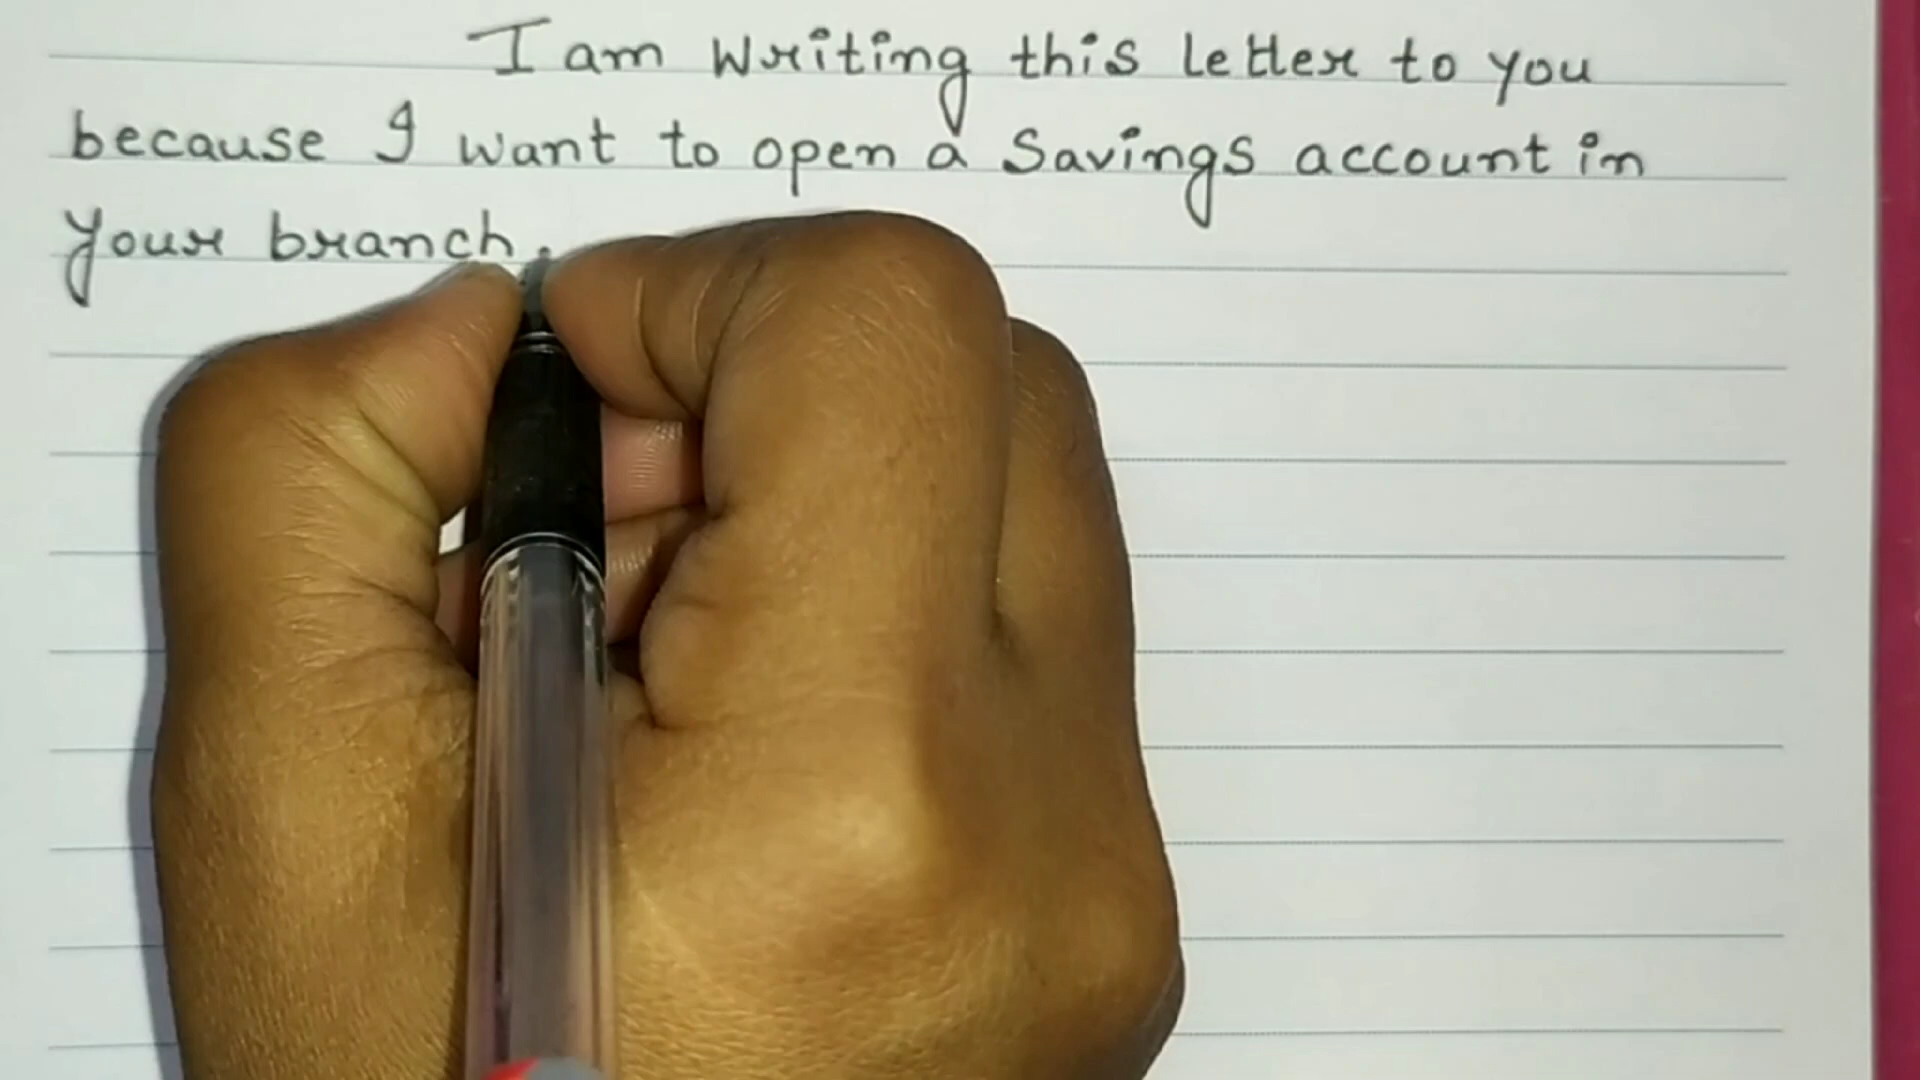 I am writing this letter to you
because I want to open a Savings account in
your branch.